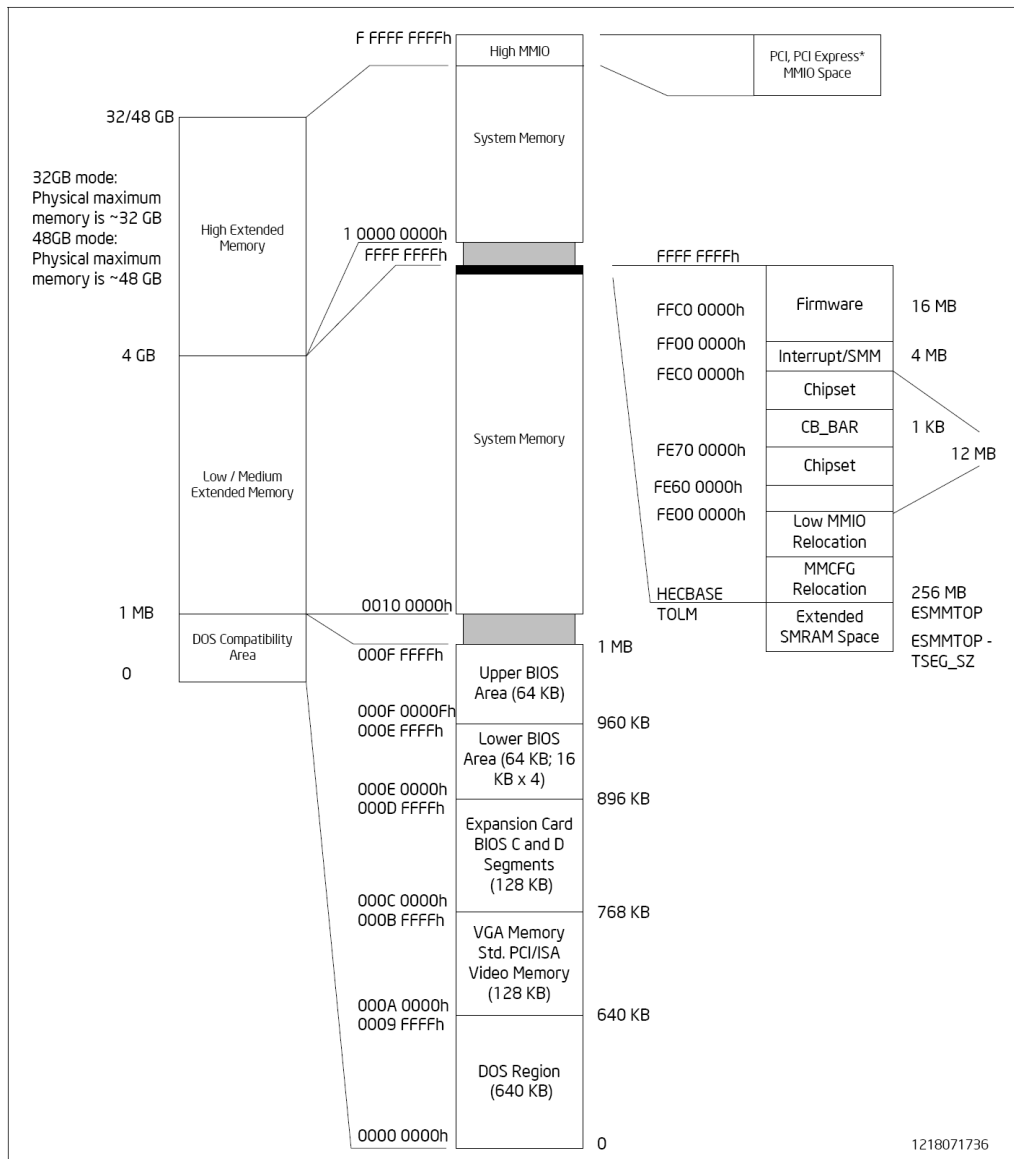 F FFFF FFFFh
High MMIO
PCI, PCI Express*
MMIO Space
32/48 GB
System Memory
32GB mode:
Physical maximum
memory is ~32 GB
48GB mode:
Physical maximum
memory is ~48 GB
High Extended
Memory
1 0000 0000h
FFFF FFFFh
FFFF FFFFh
Firmware
16 MB
FFC0 0000h
FF00 0000h
Interrupt/SMM
4 MB
FEC0 0000h
Chipset
4 GB
System Memory
CB_BAR
1 KB
12 MB
FE70 0000h
Chipset
FE60 0000h
FE00 0000h
Low / Medium
Extended Memory
Low MMIO
Relocation
MMCFG
Relocation
256 MB
ESMMTOP
HECBASE
TOLM
Extended
SMRAM Space
ESMMTOP -
TSEG_SZ
1 MB
0010 0000h
DOS Compatibility
Area
0
000F FFFFh
1 MB
Upper BIOS
Area (64 KB)
000F 0000Fh
000E FFFFh
960 KB
Lower BIOS
Area (64 KB; 16
KB x 4)
000E 0000h
000D FFFFh
896 KB
Expansion Card
BIOS C and D
Segments
(128 KB)
000C 0000h
000B FFFFh
768 KB
VGA Memory
Std. PCI/ISA
Video Memory
(128 KB)
000A 0000h
0009 FFFFh
640 KB
DOS Region
(640 KB)
0000 0000h
0
1218071736